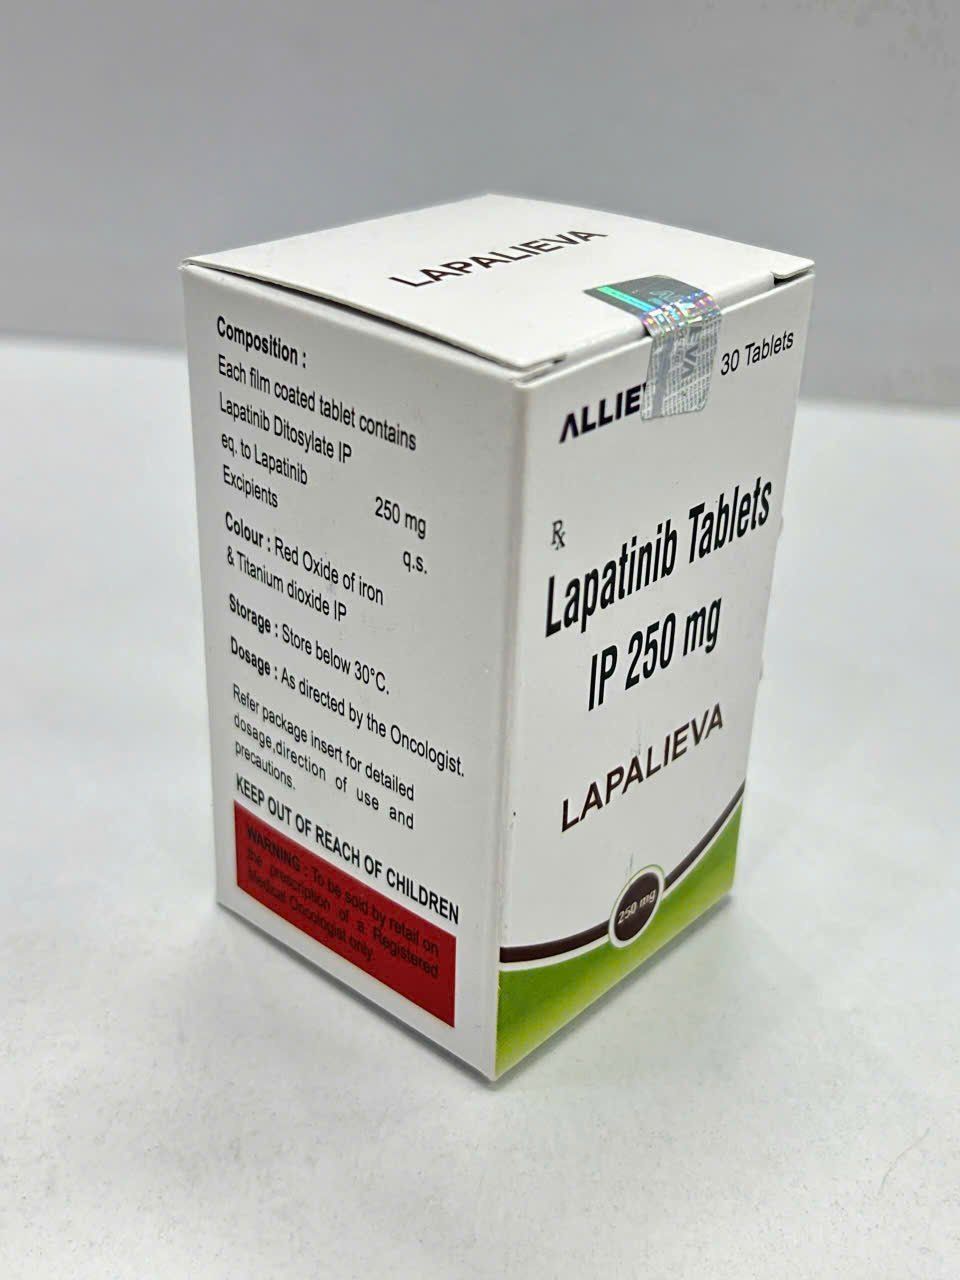 LAPALIEVA
Composition :
Each film coated tablet contains
Lapatinib Ditosylate IP
eq. to Lapatinib 250 mg
Excipients q.s.
Colour : Red Oxide of iron
& Titanium dioxide IP
Storage : Store below 30°C.
Dosage : As directed by the Oncologist.
Refer package insert for detailed
dosage,direction of use and
precautions.
KEEP OUT OF REACH OF CHILDREN
WARNING : To be sold by retail on
the prescription of a Registered
Medical Oncologist only.
30 Tablets
ALLIE
Rx
Lapatinib Tablets
IP 250 mg
LAPALIEVA
250 mg